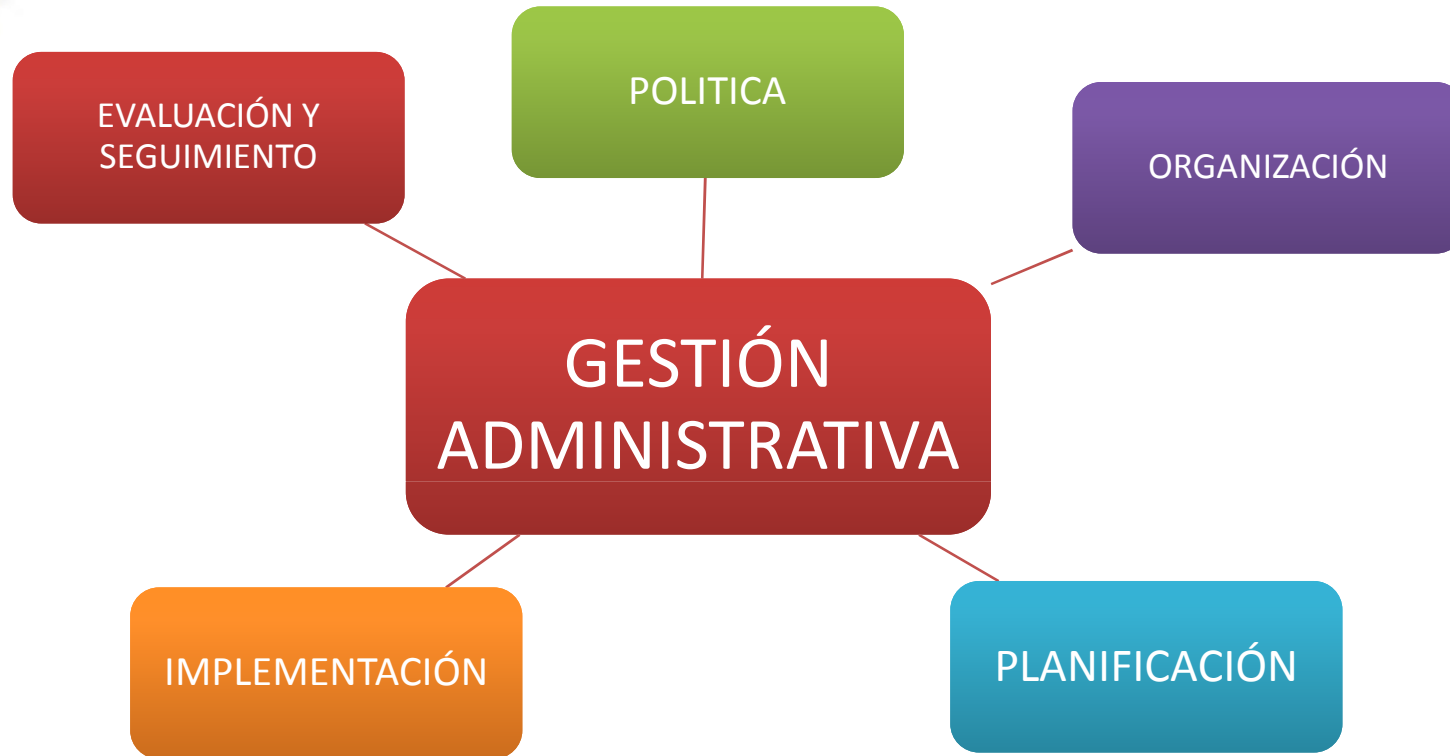 POLITICA
EVALUACIÓN Y
SEGUIMIENTO
ORGANIZACIÓN
GESTIÓN
ADMINISTRATIVA
IMPLEMENTACIÓN
PLANIFICACIÓN